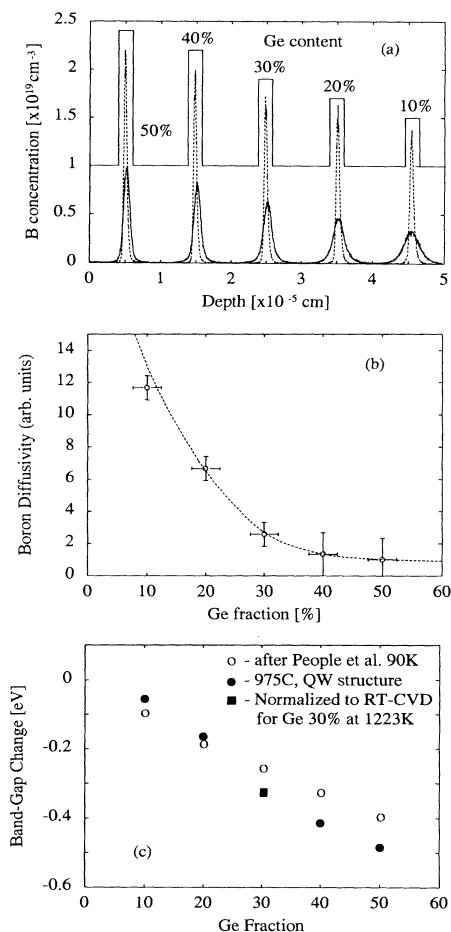 2.5
2.0
1.5
1
0.5
0
B concentration [x10¹⁹cm⁻³]
40%
Ge content
(a)
30%
20%
10%
50%
0 1 2 3 4 5
Depth [x10 ⁻⁵ cm]
14
12
10
8
6
4
2
0
Boron Diffusivity (arb. units)
(b)
0 10 20 30 40 50 60
Ge fraction [%]
0
-0.2
-0.4
-0.6
Band-Gap Change [eV]
○ - after People et al. 90K
● - 975C, QW structure
■ - Normalized to RT-CVD
for Ge 30% at 1223K
(c)
0 10 20 30 40 50 60
Ge Fraction